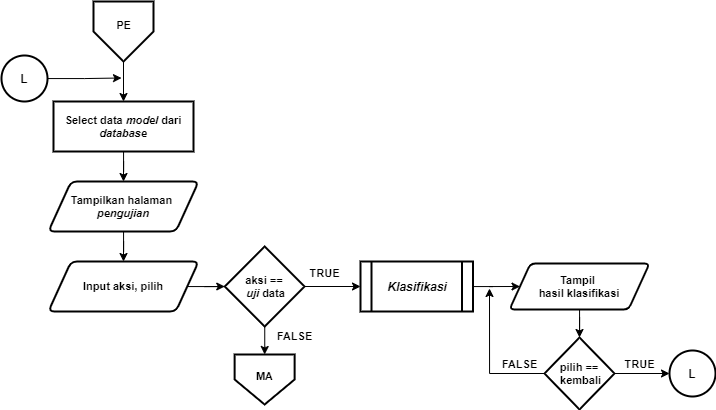 PE
L
Select data model dari
database
Tampilkan halaman
pengujian
Input aksi, pilih
aksi ==
uji data
TRUE
FALSE
MA
Klasifikasi
Tampil
hasil klasifikasi
pilih ==
kembali
FALSE
TRUE
L